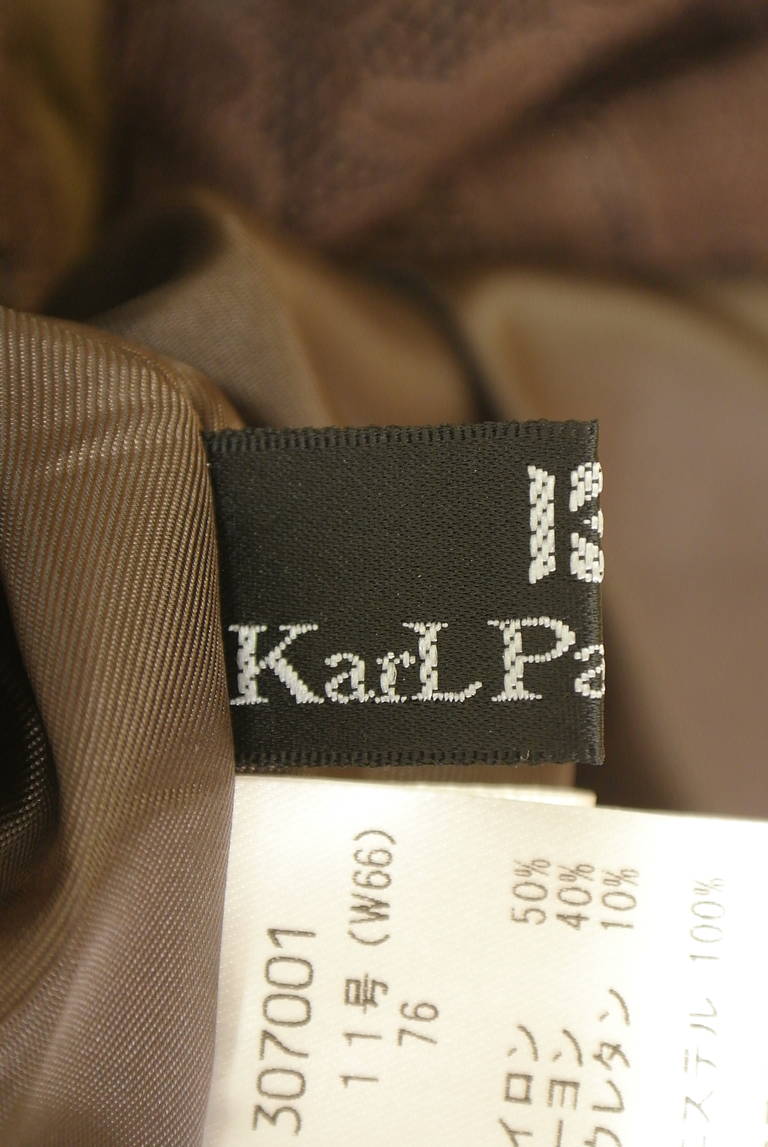 K
KarL Pa
307001
11号 (W66)
76
イロン 50%
ーヨン 40%
ウレタン 10%
ステル 100%